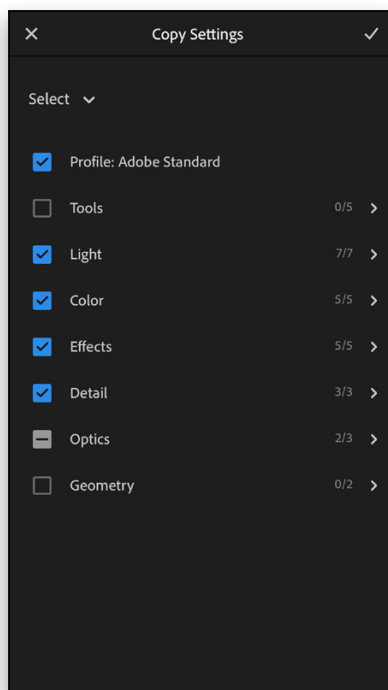 Copy Settings
Select
Profile: Adobe Standard
Tools 0/5
Light 7/7
Color 5/5
Effects 5/5
Detail 3/3
Optics 2/3
Geometry 0/2